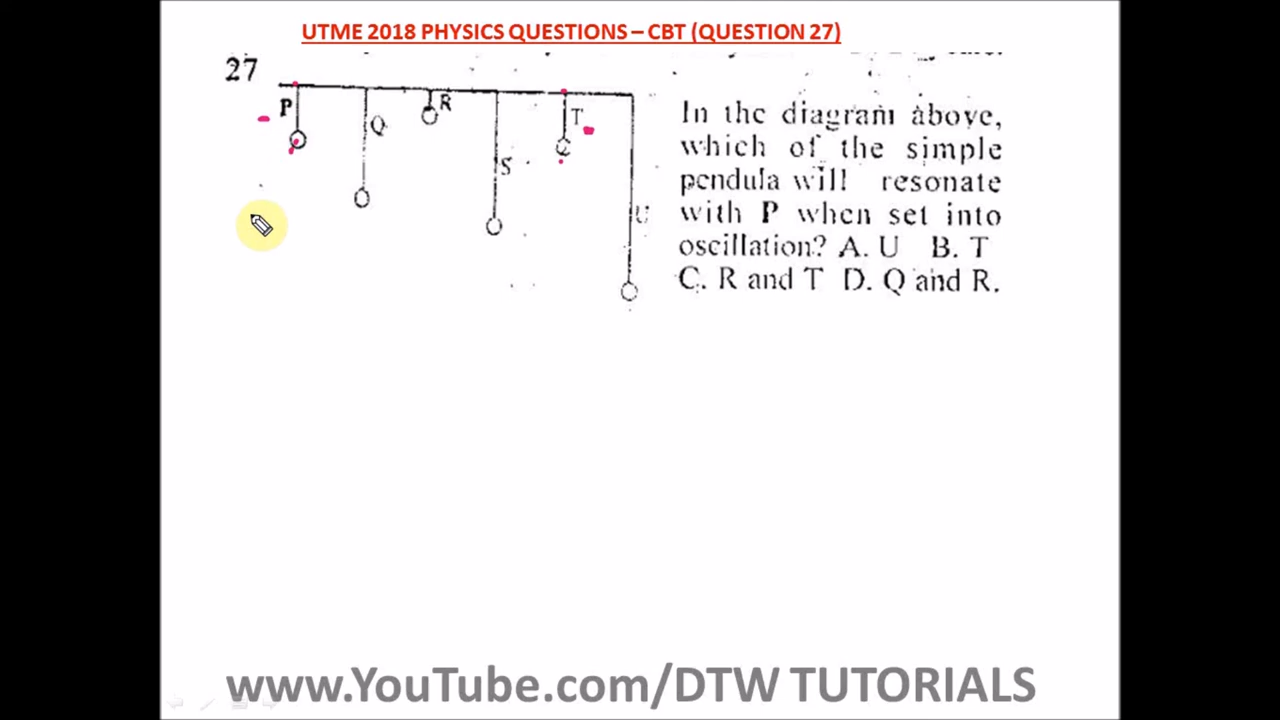 UTME 2018 PHYSICS QUESTIONS – CBT (QUESTION 27)
27
P
Q
R
S
T
U
In the diagram above,
which of the simple
pendula will resonate
with P when set into
oscillation? A. U B. T
C. R and T D. Q and R.
www.YouTube.com/DTW TUTORIALS